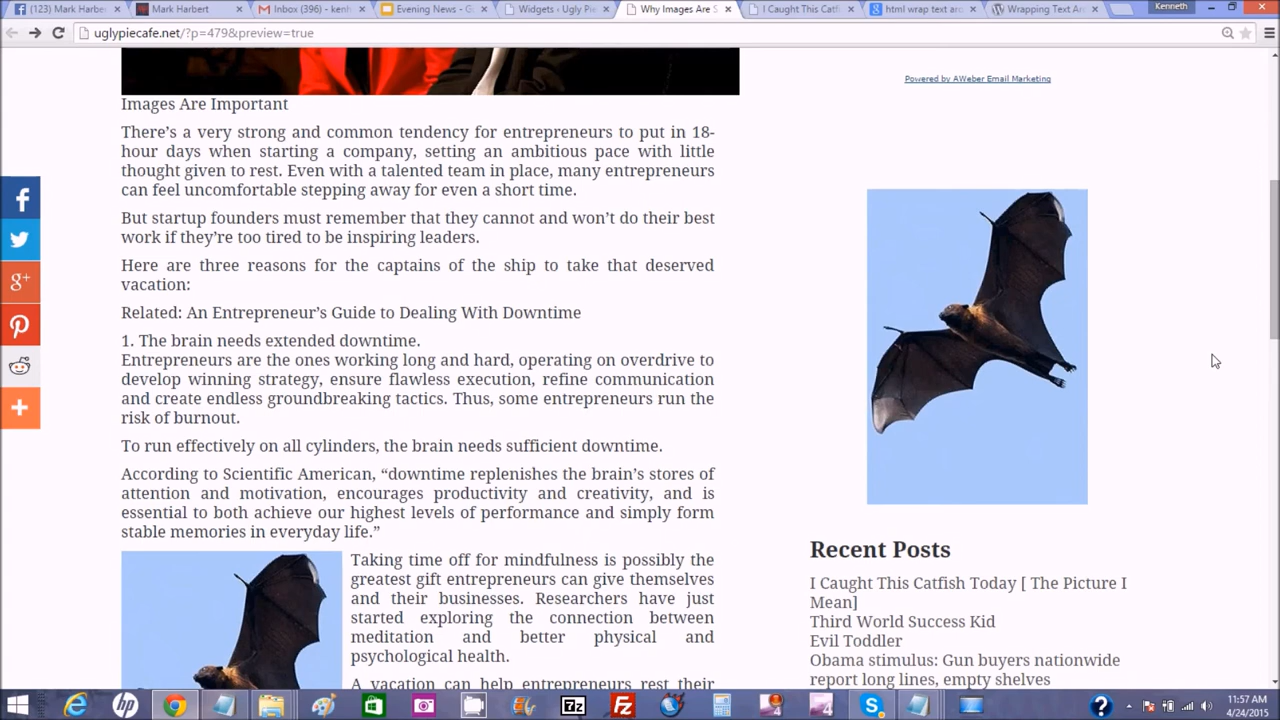 (123) Mark Harber
Mark Harbert
Inbox (396) - kenh
Evening News - G
Widgets ‹ Ugly Pie
Why Images Are S
I Caught This Catf
html wrap text aro
Wrapping Text Ar
Kenneth
uglypiecafe.net/?p=479&preview=true
Powered by AWeber Email Marketing
Images Are Important
There's a very strong and common tendency for entrepreneurs to put in 18-
hour days when starting a company, setting an ambitious pace with little
thought given to rest. Even with a talented team in place, many entrepreneurs
can feel uncomfortable stepping away for even a short time.
But startup founders must remember that they cannot and won't do their best
work if they're too tired to be inspiring leaders.
Here are three reasons for the captains of the ship to take that deserved
vacation:
Related: An Entrepreneur's Guide to Dealing With Downtime
1. The brain needs extended downtime.
Entrepreneurs are the ones working long and hard, operating on overdrive to
develop winning strategy, ensure flawless execution, refine communication
and create endless groundbreaking tactics. Thus, some entrepreneurs run the
risk of burnout.
To run effectively on all cylinders, the brain needs sufficient downtime.
According to Scientific American, “downtime replenishes the brain's stores of
attention and motivation, encourages productivity and creativity, and is
essential to both achieve our highest levels of performance and simply form
stable memories in everyday life.”
Taking time off for mindfulness is possibly the
greatest gift entrepreneurs can give themselves
and their businesses. Researchers have just
started exploring the connection between
meditation and better physical and
psychological health.
A vacation can help entrepreneurs rest their
Recent Posts
I Caught This Catfish Today [ The Picture I
Mean]
Third World Success Kid
Evil Toddler
Obama stimulus: Gun buyers nationwide
report long lines, empty shelves
11:57 AM
4/24/2015